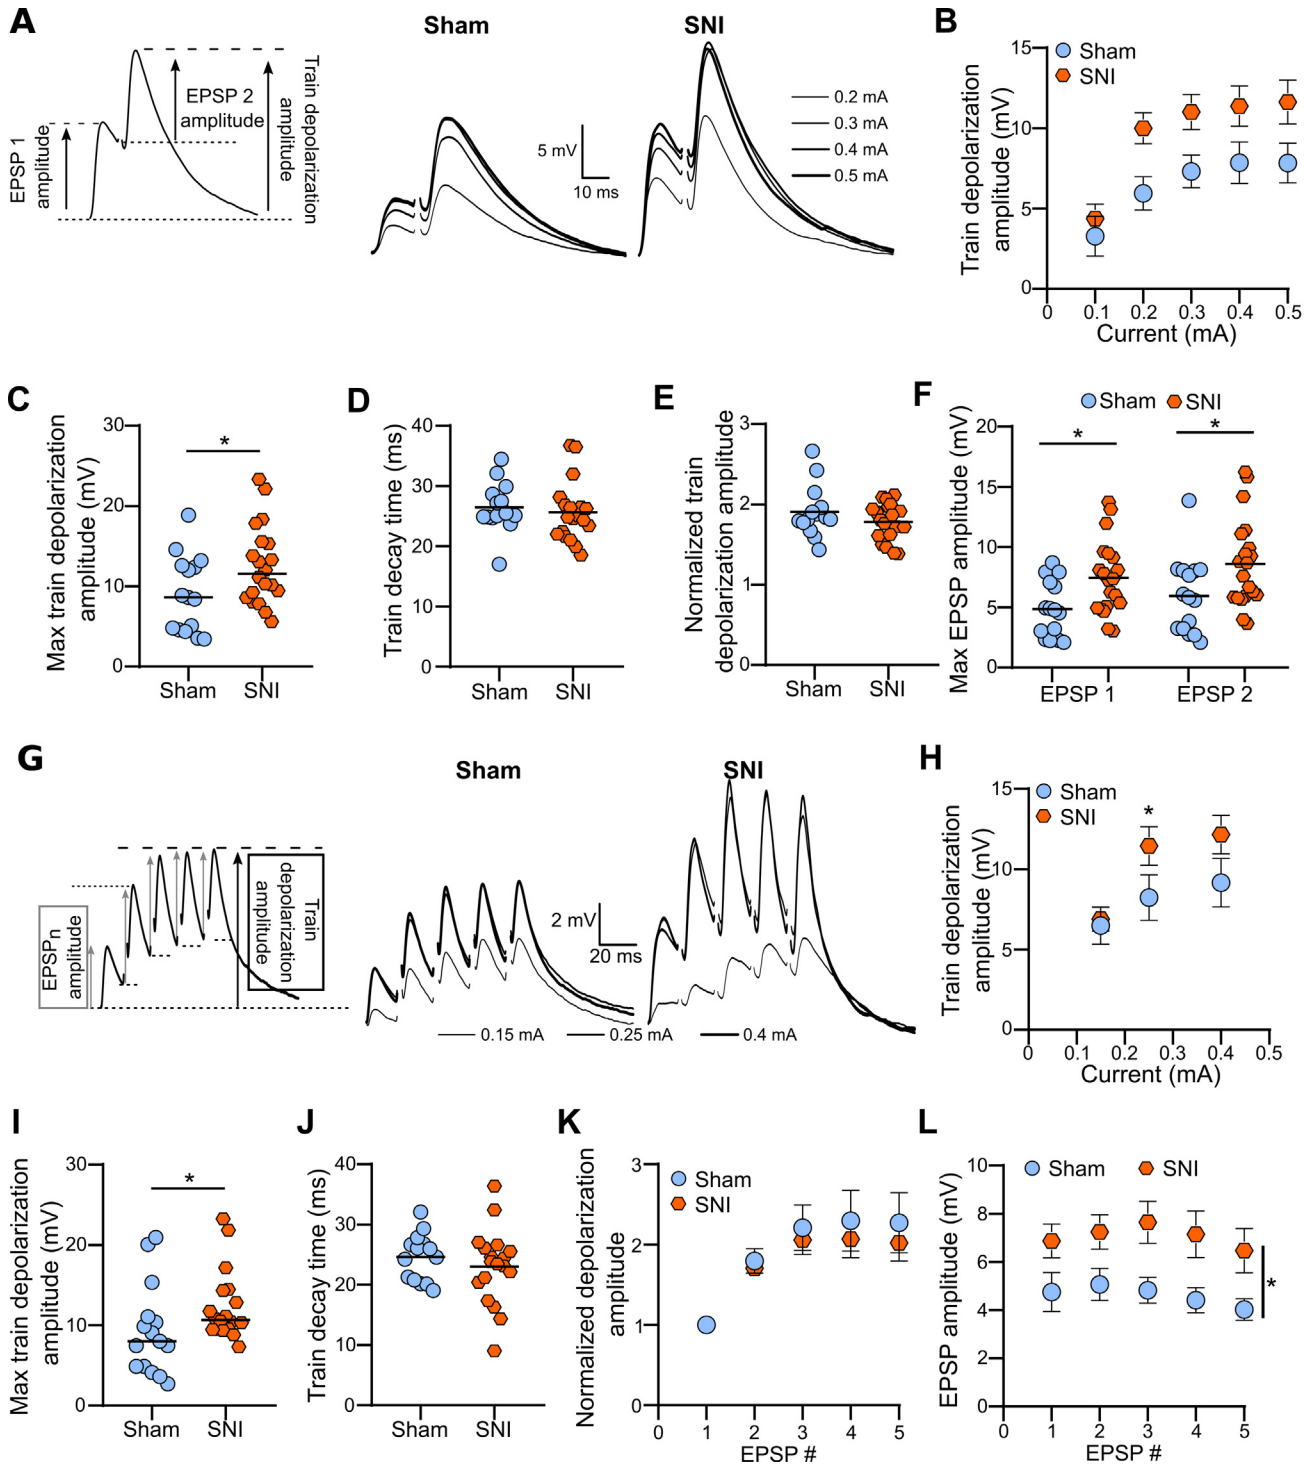 A
EPSP 1
amplitude
EPSP 2
amplitude
Train depolarization
amplitude
Sham
SNI
5 mV
10 ms
0.2 mA
0.3 mA
0.4 mA
0.5 mA
B
Sham
SNI
Train depolarization
amplitude (mV)
15
10
5
0
0
0.1
0.2
0.3
0.4
0.5
Current (mA)
C
Max train depolarization
amplitude (mV)
30
20
10
0
*
Sham
SNI
D
Train decay time (ms)
40
30
20
10
0
Sham
SNI
E
Normalized train
depolarization amplitude
3
2
1
0
Sham
SNI
F
Sham
SNI
Max EPSP amplitude (mV)
20
15
10
5
0
*
*
EPSP 1
EPSP 2
G
EPSPn
amplitude
Train
depolarization
amplitude
Sham
SNI
2 mV
20 ms
0.15 mA
0.25 mA
0.4 mA
H
Sham
SNI
Train depolarization
amplitude (mV)
15
10
5
0
*
0
0.1
0.2
0.3
0.4
0.5
Current (mA)
I
Max train depolarization
amplitude (mV)
30
20
10
0
*
Sham
SNI
J
Train decay time (ms)
40
30
20
10
0
Sham
SNI
K
Sham
SNI
Normalized depolarization
amplitude
3
2
1
0
0
1
2
3
4
5
EPSP #
L
Sham
SNI
EPSP amplitude (mV)
10
8
6
4
2
0
*
0
1
2
3
4
5
EPSP #